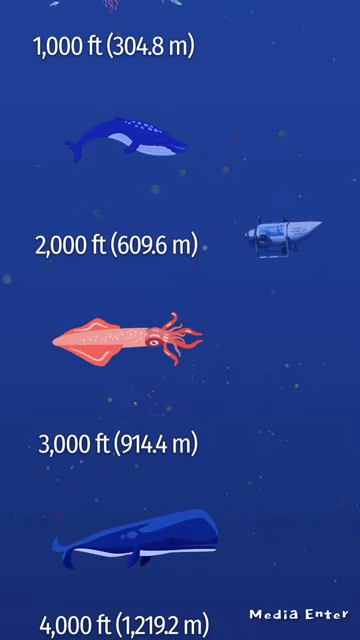 1,000 ft (304.8 m)
2,000 ft (609.6 m)
3,000 ft (914.4 m)
4,000 ft (1,219.2 m)
Media Enter